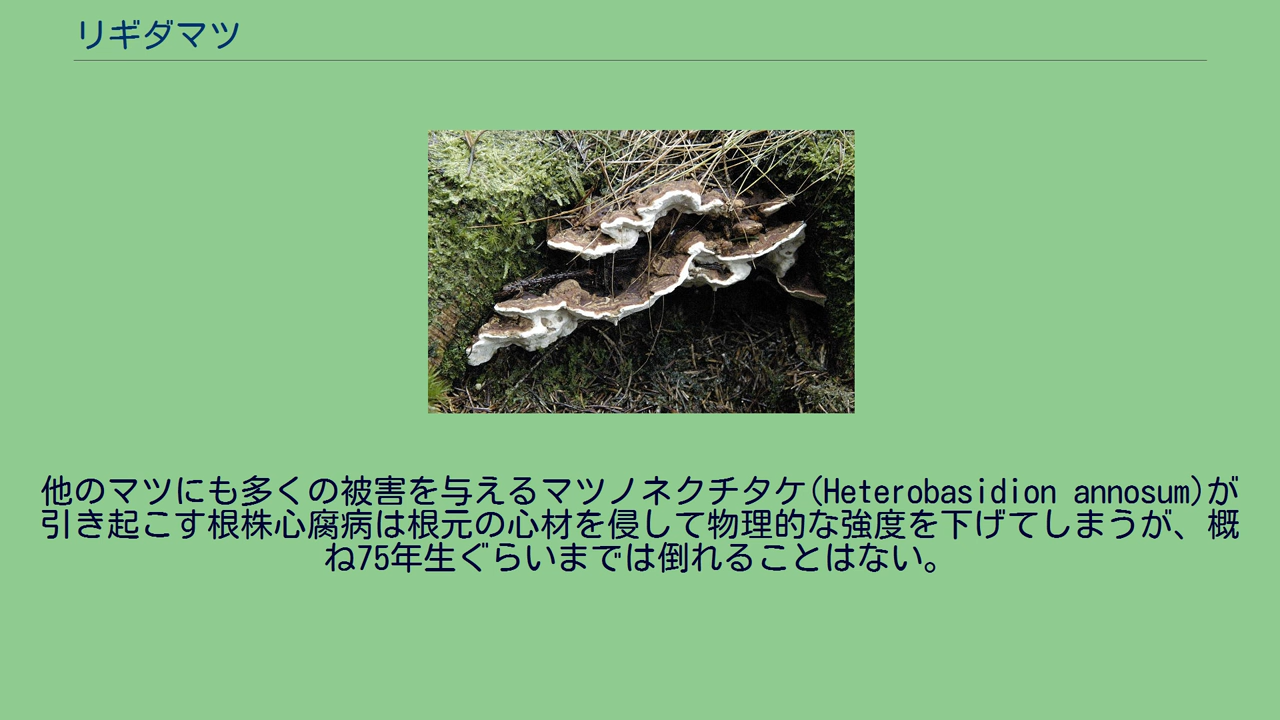 リギダマツ
他のマツにも多くの被害を与えるマツノネクチタケ(Heterobasidion annosum)が
引き起こす根株心腐病は根元の心材を侵して物理的な強度を下げてしまうが、概
ね75年生ぐらいまでは倒れることはない。